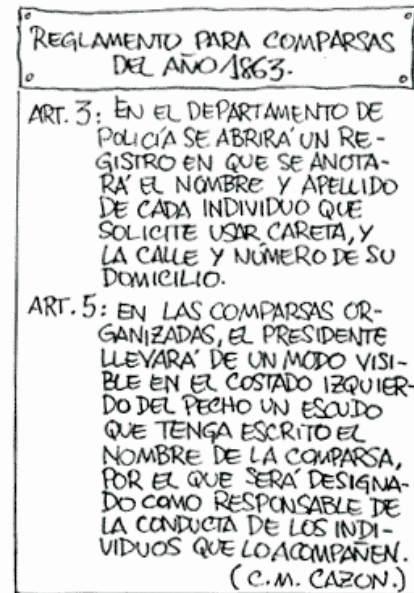 REGLAMENTO PARA COMPARSAS
DEL AÑO 1863.
ART. 3: EN EL DEPARTAMENTO DE
POLICÍA SE ABRIRÁ UN RE-
GISTRO EN QUE SE ANOTA-
RÁ EL NOMBRE Y APELLIDO
DE CADA INDIVIDUO QUE
SOLICITE USAR CARETA, Y
LA CALLE Y NÚMERO DE SU
DOMICILIO.
ART. 5: EN LAS COMPARSAS OR-
GANIZADAS, EL PRESIDENTE
LLEVARÁ DE UN MODO VISI-
BLE EN EL COSTADO IZQUIER-
DO DEL PECHO UN ESCUDO
QUE TENGA ESCRITO EL
NOMBRE DE LA COMPARSA,
POR EL QUE SERÁ DESIGNA-
DO COMO RESPONSABLE DE
LA CONDUCTA DE LOS INDI-
VIDUOS QUE LO ACOMPAÑEN.
(C.M. CAZON.)